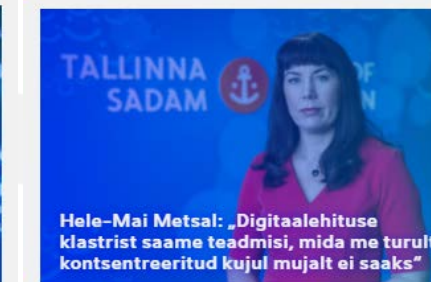 TALLINNA OF
SADAM N
Hele-Mai Metsal: „Digitaalehituse
klastrist saame teadmisi, mida me turult
kontsentreeritud kujul mujalt ei saaks”